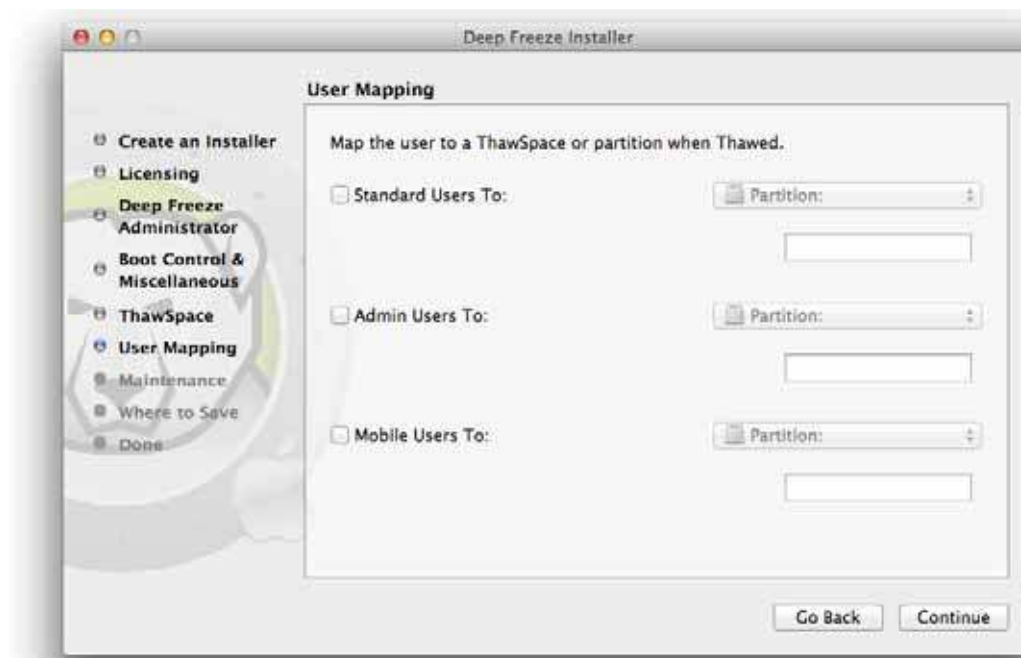 Deep Freeze Installer
User Mapping
Create an Installer
Licensing
Deep Freeze
Administrator
Boot Control &
Miscellaneous
ThawSpace
User Mapping
Maintenance
Where to Save
Done
Map the user to a ThawSpace or partition when Thawed.
Standard Users To:
Partition:
Admin Users To:
Partition:
Mobile Users To:
Partition:
Go Back
Continue